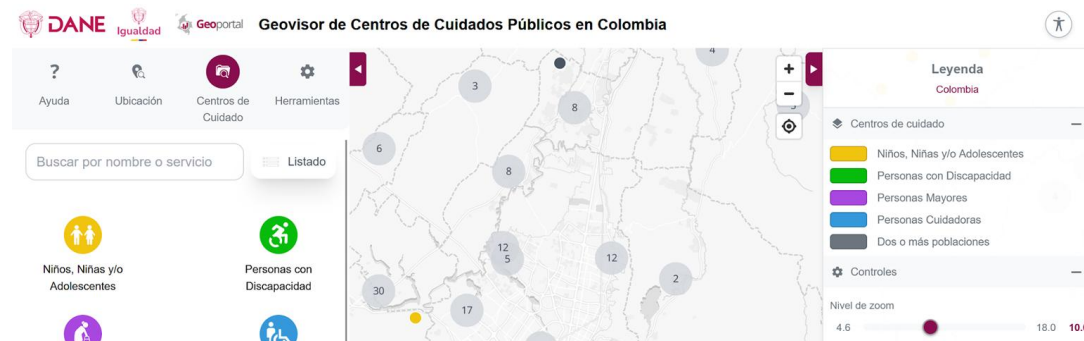 DANE
Igualdad
Geoportal
Geovisor de Centros de Cuidados Públicos en Colombia
?
Ayuda
Ubicación
Centros de
Cuidado
Herramientas
Buscar por nombre o servicio
Listado
Niños, Niñas y/o
Adolescentes
Personas con
Discapacidad
4
3
8
6
8
12
5
12
2
30
17
+
−
Leyenda
Colombia
Centros de cuidado
Niños, Niñas y/o Adolescentes
Personas con Discapacidad
Personas Mayores
Personas Cuidadoras
Dos o más poblaciones
Controles
Nivel de zoom
4.6
18.0